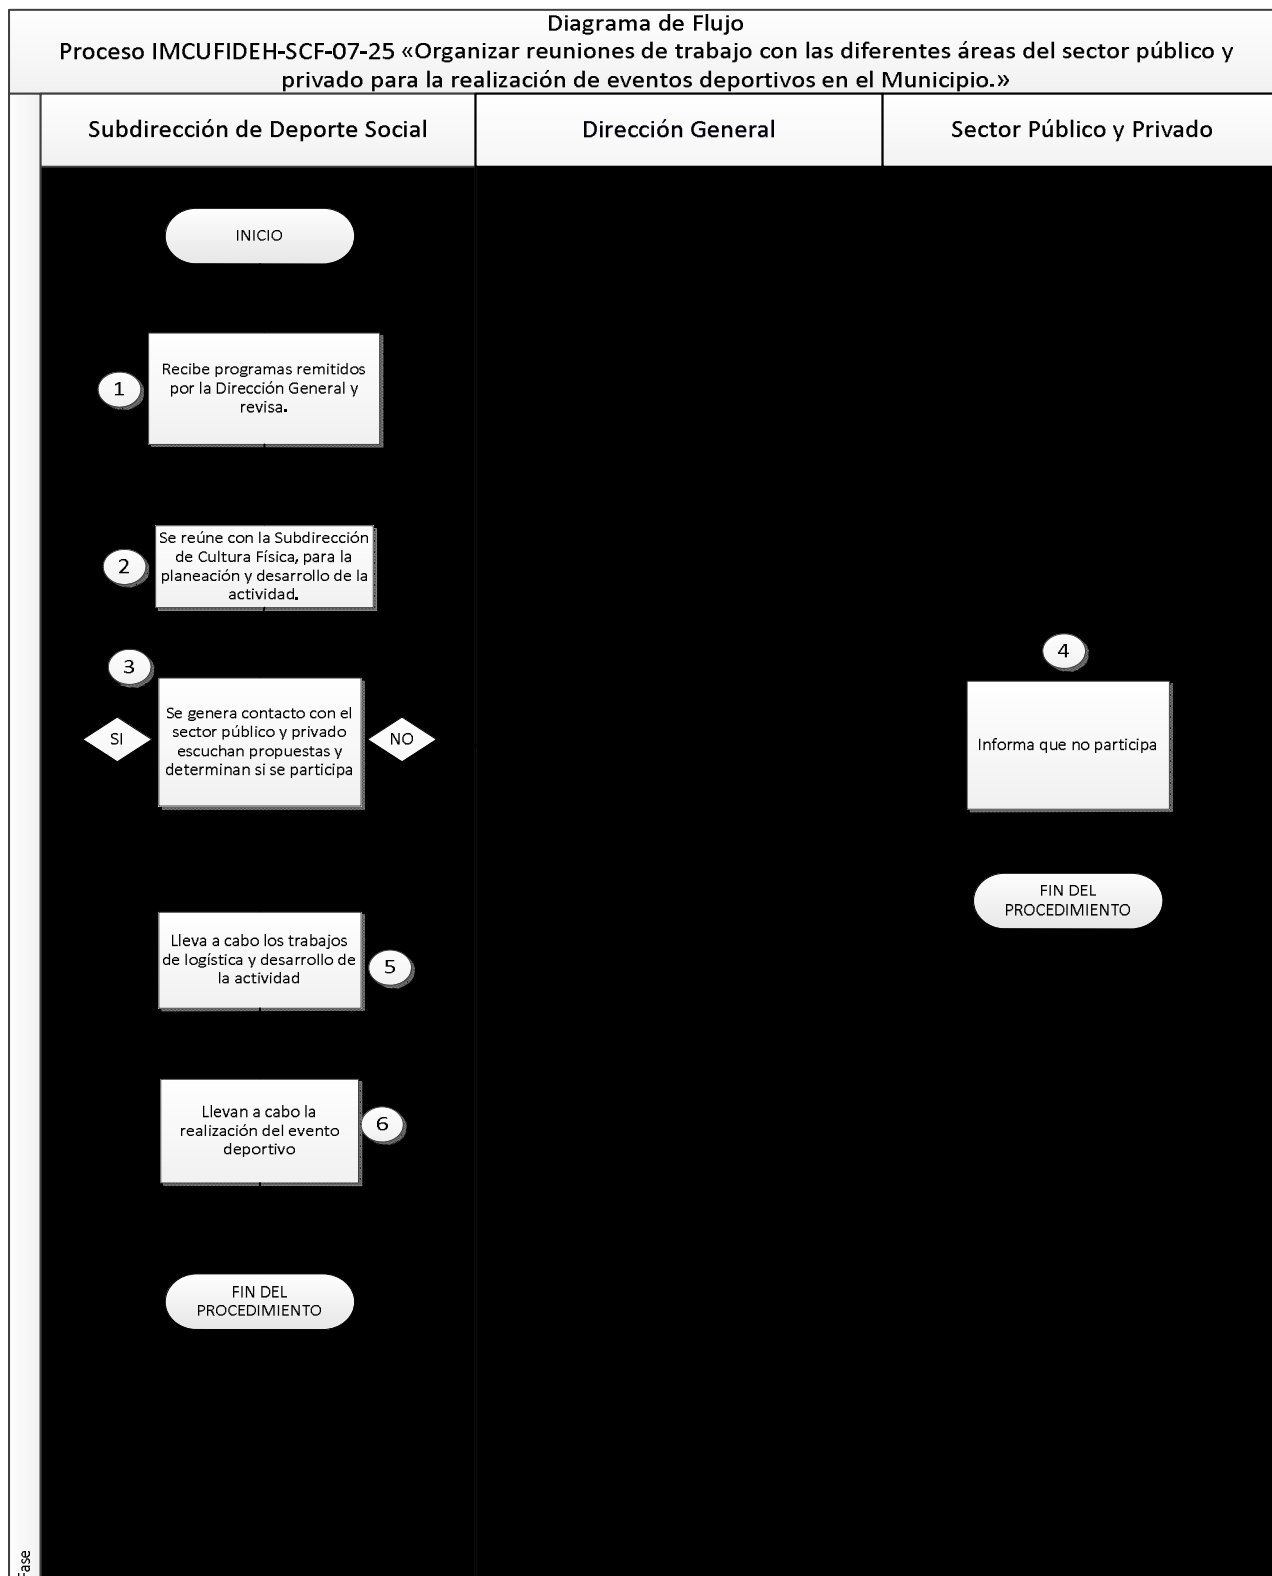 Diagrama de Flujo
Proceso IMCUFIDEH-SCF-07-25 «Organizar reuniones de trabajo con las diferentes áreas del sector público y
privado para la realización de eventos deportivos en el Municipio.»
Subdirección de Deporte Social
Dirección General
Sector Público y Privado
INICIO
1
Recibe programas remitidos
por la Dirección General y
revisa.
2
Se reúne con la Subdirección
de Cultura Física, para la
planeación y desarrollo de la
actividad.
3
SI
Se genera contacto con el
sector público y privado
escuchan propuestas y
determinan si se participa
NO
4
Informa que no participa
FIN DEL
PROCEDIMIENTO
Lleva a cabo los trabajos
de logística y desarrollo de
la actividad
5
Llevan a cabo la
realización del evento
deportivo
6
FIN DEL
PROCEDIMIENTO
Fase